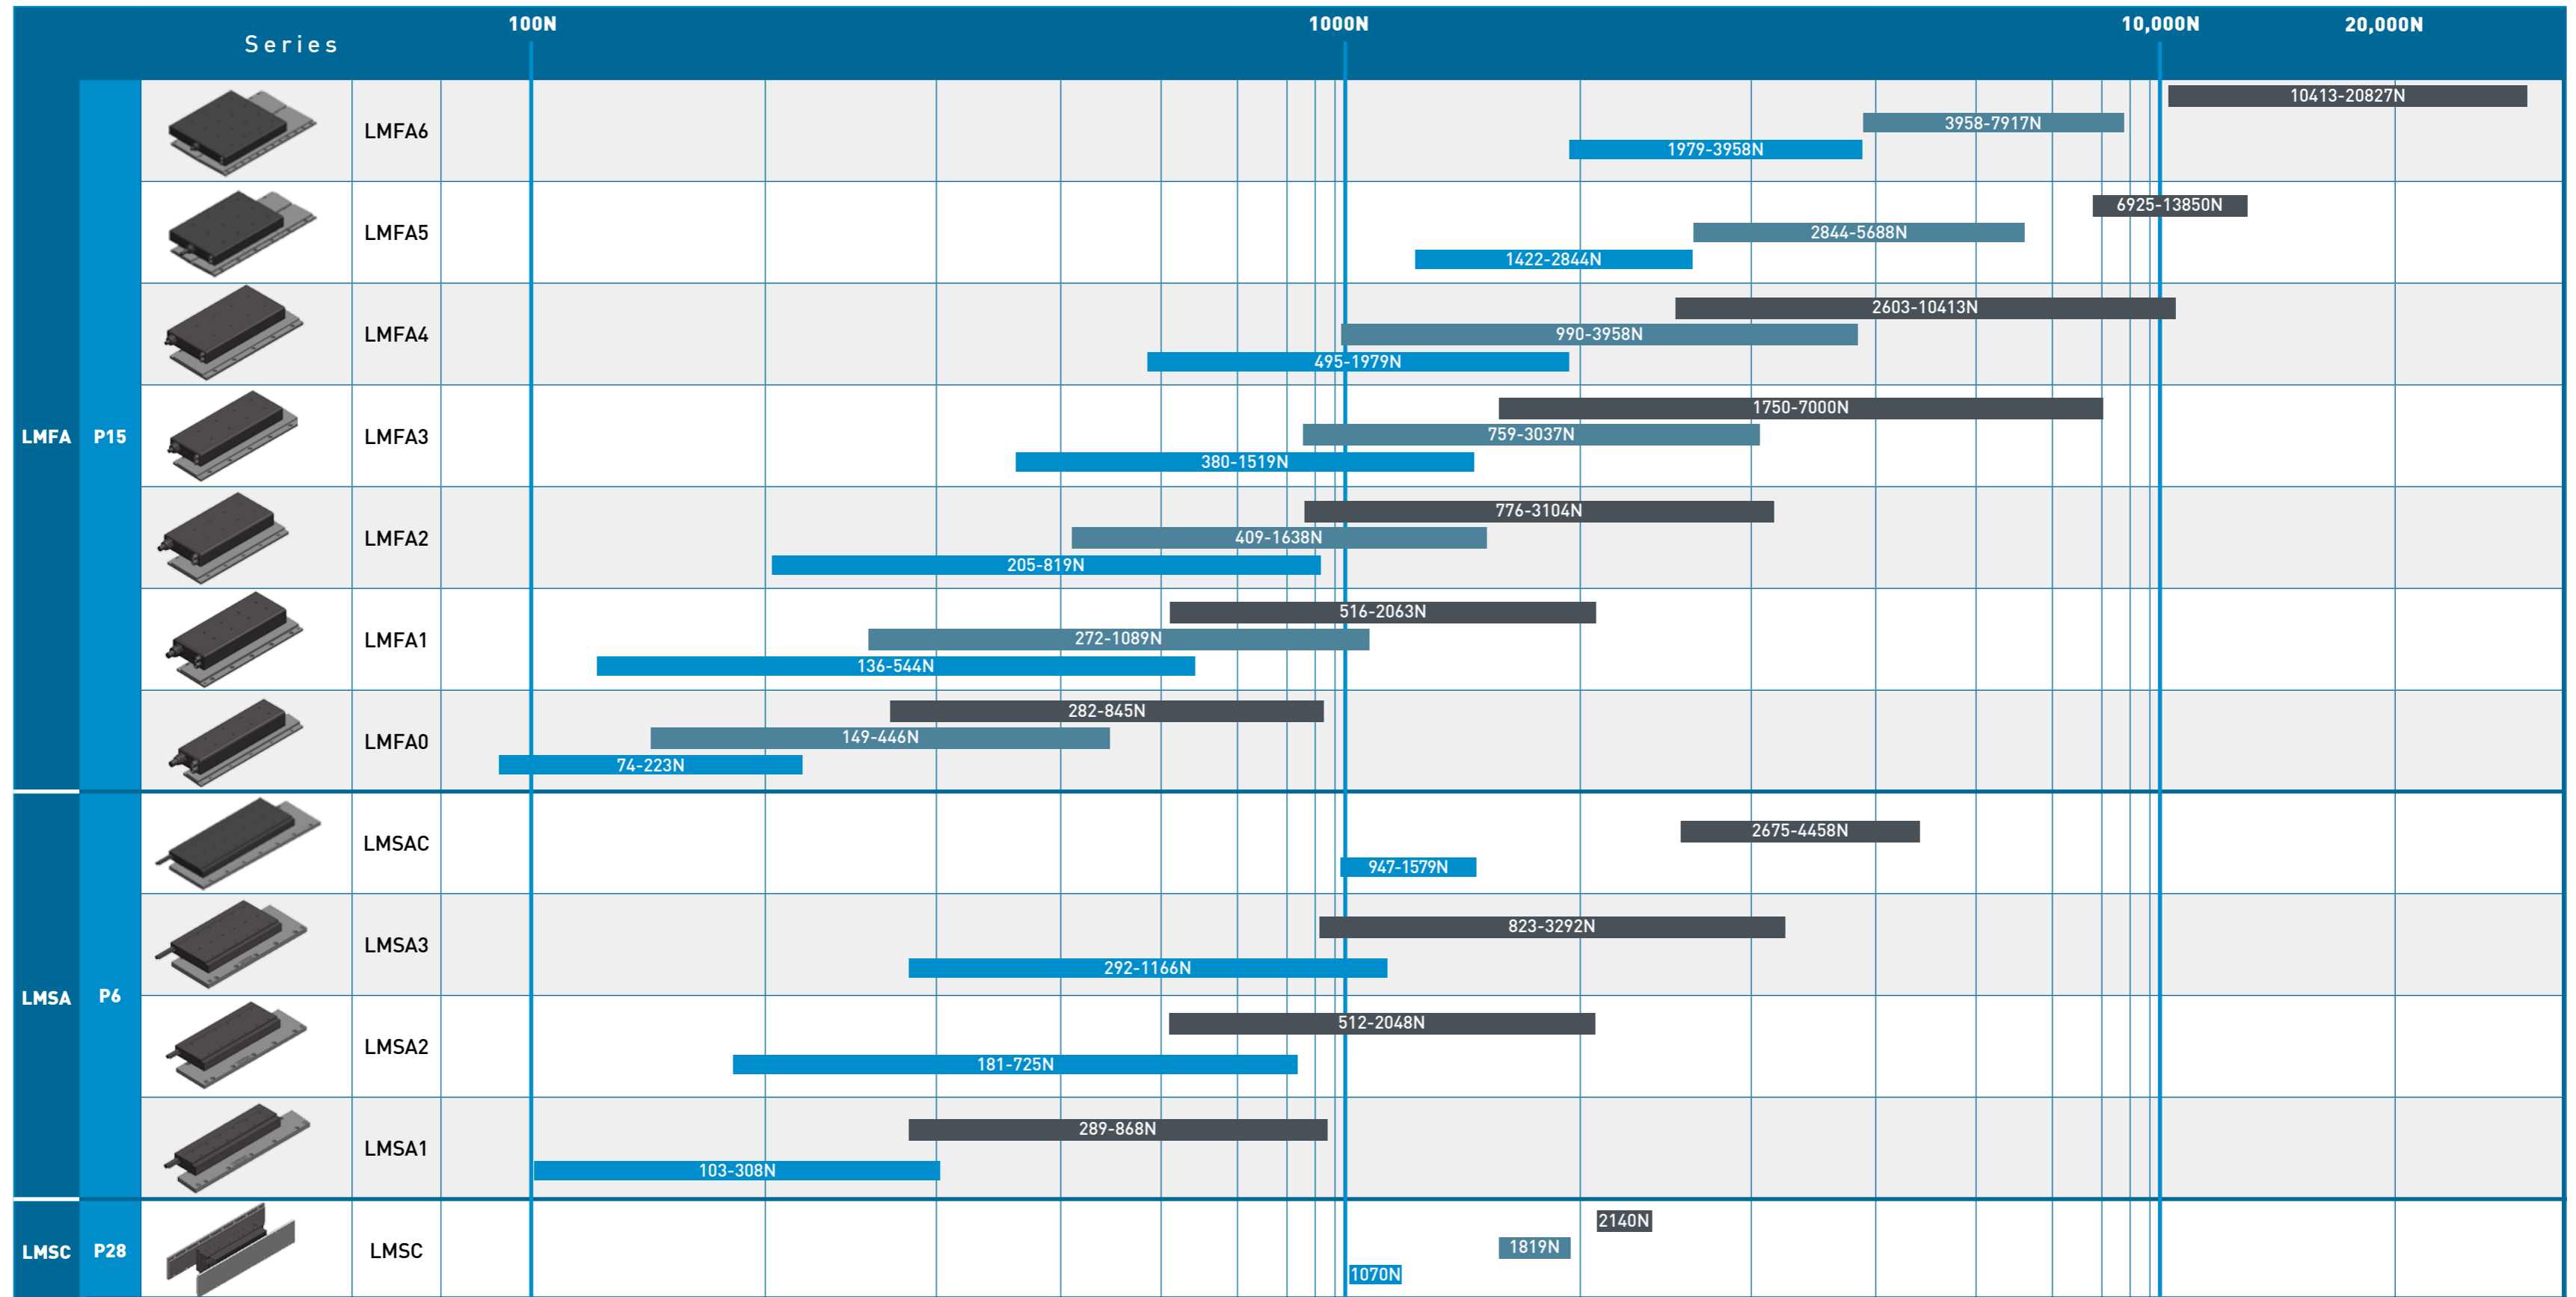 Series
100N
1000N
10,000N
20,000N
LMFA
P15
LMFA6
10413-20827N
3958-7917N
1979-3958N
LMFA5
6925-13850N
2844-5688N
1422-2844N
LMFA4
2603-10413N
990-3958N
495-1979N
LMFA3
1750-7000N
759-3037N
380-1519N
LMFA2
776-3104N
409-1638N
205-819N
LMFA1
516-2063N
272-1089N
136-544N
LMFA0
282-845N
149-446N
74-223N
LMSA
P6
LMSAC
2675-4458N
947-1579N
LMSA3
823-3292N
292-1166N
LMSA2
512-2048N
181-725N
LMSA1
289-868N
103-308N
LMSC
P28
LMSC
2140N
1819N
1070N